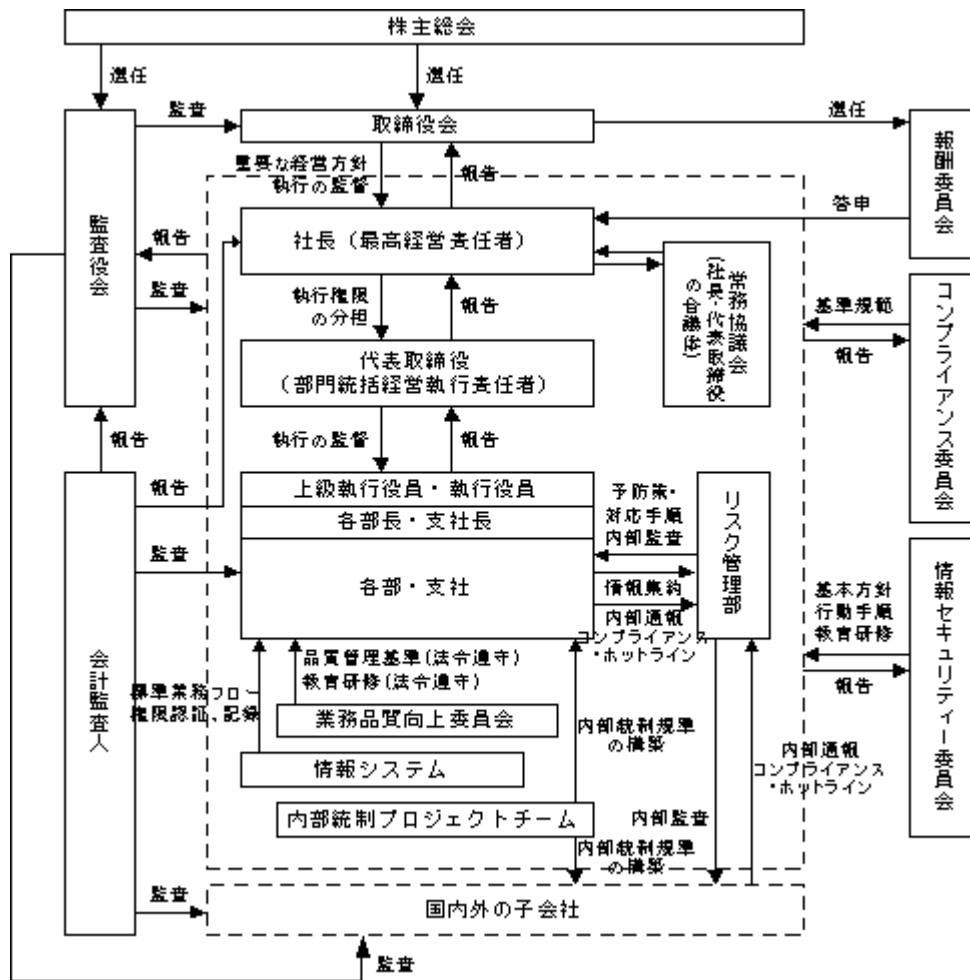 株主総会
選任
選任
監査
取締役会
選任
報酬委員会
重要な経営方針
執行の監督
報告
監査役会
答申
社長(最高経営責任者)
報告
監査
常務協議会
(社長・代表取締役
の合議体)
執行権限
の分担
報告
コンプライアンス委員会
基準規範
報告
代表取締役
(部門統括経営執行責任者)
報告
執行の監督
報告
会計監査人
報告
上級執行役員・執行役員
各部長・支社長
各部・支社
監査
予防策・
対応手順
内部監査
リスク管理部
情報集約
内部通報
コンプライアンス
・ホットライン
情報セキュリティー委員会
基本方針
行動手順
教育研修
報告
品質管理基準(法令遵守)
教育研修(法令遵守)
標準業務フロー
権限認証、記録
業務品質向上委員会
内部統制規準
の構築
情報システム
内部通報
コンプライアンス
・ホットライン
内部統制プロジェクトチーム
内部監査
内部統制規準
の構築
監査
国内外の子会社
監査